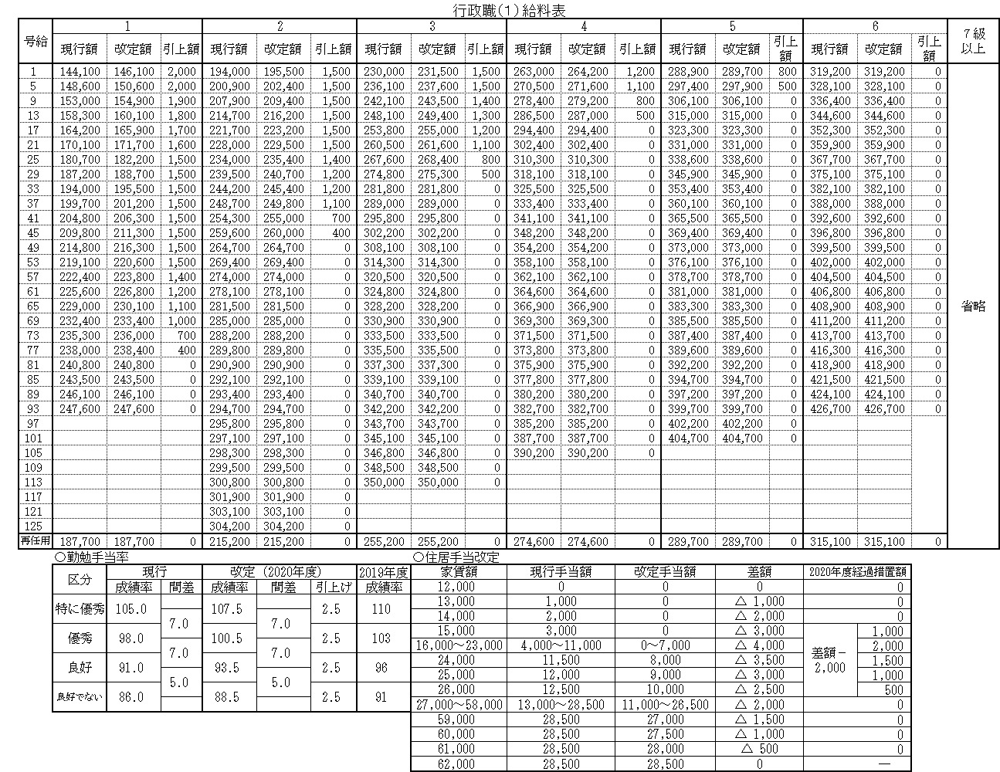 行政職(1)給料表
号給 1 2 3 4 5 6 7級以上
現行額 改定額 引上額 現行額 改定額 引上額 現行額 改定額 引上額 現行額 改定額 引上額 現行額 改定額 引上額 現行額 改定額 引上額
1 144,100 146,100 2,000 194,000 195,500 1,500 230,000 231,500 1,500 263,000 264,200 1,200 288,900 289,700 800 319,200 319,200 0
5 148,600 150,600 2,000 200,900 202,400 1,500 236,100 237,600 1,500 270,500 271,600 1,100 297,400 297,900 500 328,100 328,100 0
9 153,000 154,900 1,900 207,900 209,400 1,500 242,100 243,500 1,400 278,400 279,200 800 306,100 306,100 0 336,400 336,400 0
13 158,300 160,100 1,800 214,700 216,200 1,500 248,100 249,400 1,300 286,500 287,000 500 315,000 315,000 0 344,600 344,600 0
17 164,200 165,900 1,700 221,700 223,200 1,500 253,800 255,000 1,200 294,400 294,400 0 323,300 323,300 0 352,300 352,300 0
21 170,100 171,700 1,600 228,000 229,500 1,500 260,500 261,600 1,100 302,400 302,400 0 331,000 331,000 0 359,900 359,900 0
25 180,700 182,200 1,500 234,000 235,400 1,400 267,600 268,400 800 310,300 310,300 0 338,600 338,600 0 367,700 367,700 0
29 187,200 188,700 1,500 239,500 240,700 1,200 274,800 275,300 500 318,100 318,100 0 345,900 345,900 0 375,100 375,100 0
33 194,000 195,500 1,500 244,200 245,400 1,200 281,800 281,800 0 325,500 325,500 0 353,400 353,400 0 382,100 382,100 0
37 199,700 201,200 1,500 248,700 249,800 1,100 289,000 289,000 0 333,400 333,400 0 360,100 360,100 0 388,000 388,000 0
41 204,800 206,300 1,500 254,300 255,000 700 295,800 295,800 0 341,100 341,100 0 365,500 365,500 0 392,600 392,600 0
45 209,800 211,300 1,500 259,600 260,000 400 302,200 302,200 0 348,200 348,200 0 369,400 369,400 0 396,800 396,800 0
49 214,800 216,300 1,500 264,700 264,700 0 308,100 308,100 0 354,200 354,200 0 373,000 373,000 0 399,500 399,500 0
53 219,100 220,600 1,500 269,400 269,400 0 314,300 314,300 0 358,100 358,100 0 376,100 376,100 0 402,000 402,000 0
57 222,400 223,800 1,400 274,000 274,000 0 320,500 320,500 0 362,100 362,100 0 378,700 378,700 0 404,500 404,500 0
61 225,600 226,800 1,200 278,100 278,100 0 324,800 324,800 0 364,600 364,600 0 381,000 381,000 0 406,800 406,800 0
65 229,000 230,100 1,100 281,500 281,500 0 328,200 328,200 0 366,900 366,900 0 383,300 383,300 0 408,900 408,900 0 省略
69 232,400 233,400 1,000 285,000 285,000 0 330,900 330,900 0 369,300 369,300 0 385,500 385,500 0 411,200 411,200 0
73 235,300 236,000 700 288,200 288,200 0 333,500 333,500 0 371,500 371,500 0 387,400 387,400 0 413,700 413,700 0
77 238,000 238,400 400 289,800 289,800 0 335,500 335,500 0 373,800 373,800 0 389,600 389,600 0 416,300 416,300 0
81 240,800 240,800 0 290,900 290,900 0 337,300 337,300 0 375,900 375,900 0 392,200 392,200 0 418,900 418,900 0
85 243,500 243,500 0 292,100 292,100 0 339,100 339,100 0 377,800 377,800 0 394,700 394,700 0 421,500 421,500 0
89 246,100 246,100 0 293,400 293,400 0 340,700 340,700 0 380,200 380,200 0 397,200 397,200 0 424,100 424,100 0
93 247,600 247,600 0 294,700 294,700 0 342,200 342,200 0 382,700 382,700 0 399,700 399,700 0 426,700 426,700 0
97 295,800 295,800 0 343,700 343,700 0 385,200 385,200 0 402,200 402,200 0
101 297,100 297,100 0 345,100 345,100 0 387,700 387,700 0 404,700 404,700 0
105 298,300 298,300 0 346,800 346,800 0 390,200 390,200 0
109 299,500 299,500 0 348,500 348,500 0
113 300,800 300,800 0 350,000 350,000 0
117 301,900 301,900 0
121 303,100 303,100 0
125 304,200 304,200 0
再任用 187,700 187,700 0 215,200 215,200 0 255,200 255,200 0 274,600 274,600 0 289,700 289,700 0 315,100 315,100 0
○勤勉手当率
区分 現行 改定(2020年度) 2019年度
成績率 間差 成績率 間差 引上げ 成績率
特に優秀 105.0 107.5 2.5 110
7.0 7.0
優秀 98.0 100.5 2.5 103
7.0 7.0
良好 91.0 93.5 2.5 96
5.0 5.0
良好でない 86.0 88.5 2.5 91
○住居手当改定
家賃額 現行手当額 改定手当額 差額 2020年度経過措置額
12,000 0 0 0 0
13,000 1,000 0 △ 1,000 0
14,000 2,000 0 △ 2,000 0
15,000 3,000 0 △ 3,000 差額－2,000 1,000
16,000～23,000 4,000～11,000 0～7,000 △ 4,000 2,000
24,000 11,500 8,000 △ 3,500 1,500
25,000 12,000 9,000 △ 3,000 1,000
26,000 12,500 10,000 △ 2,500 500
27,000～58,000 13,000～28,500 11,000～26,500 △ 2,000 0
59,000 28,500 27,000 △ 1,500 0
60,000 28,500 27,500 △ 1,000 0
61,000 28,500 28,000 △ 500 0
62,000 28,500 28,500 0 ―